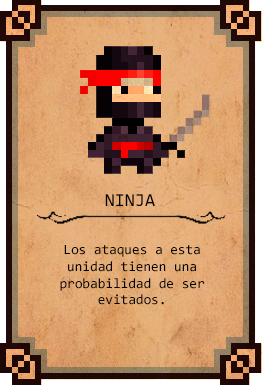 NINJA
Los ataques a esta
unidad tienen una
probabilidad de ser
evitados.